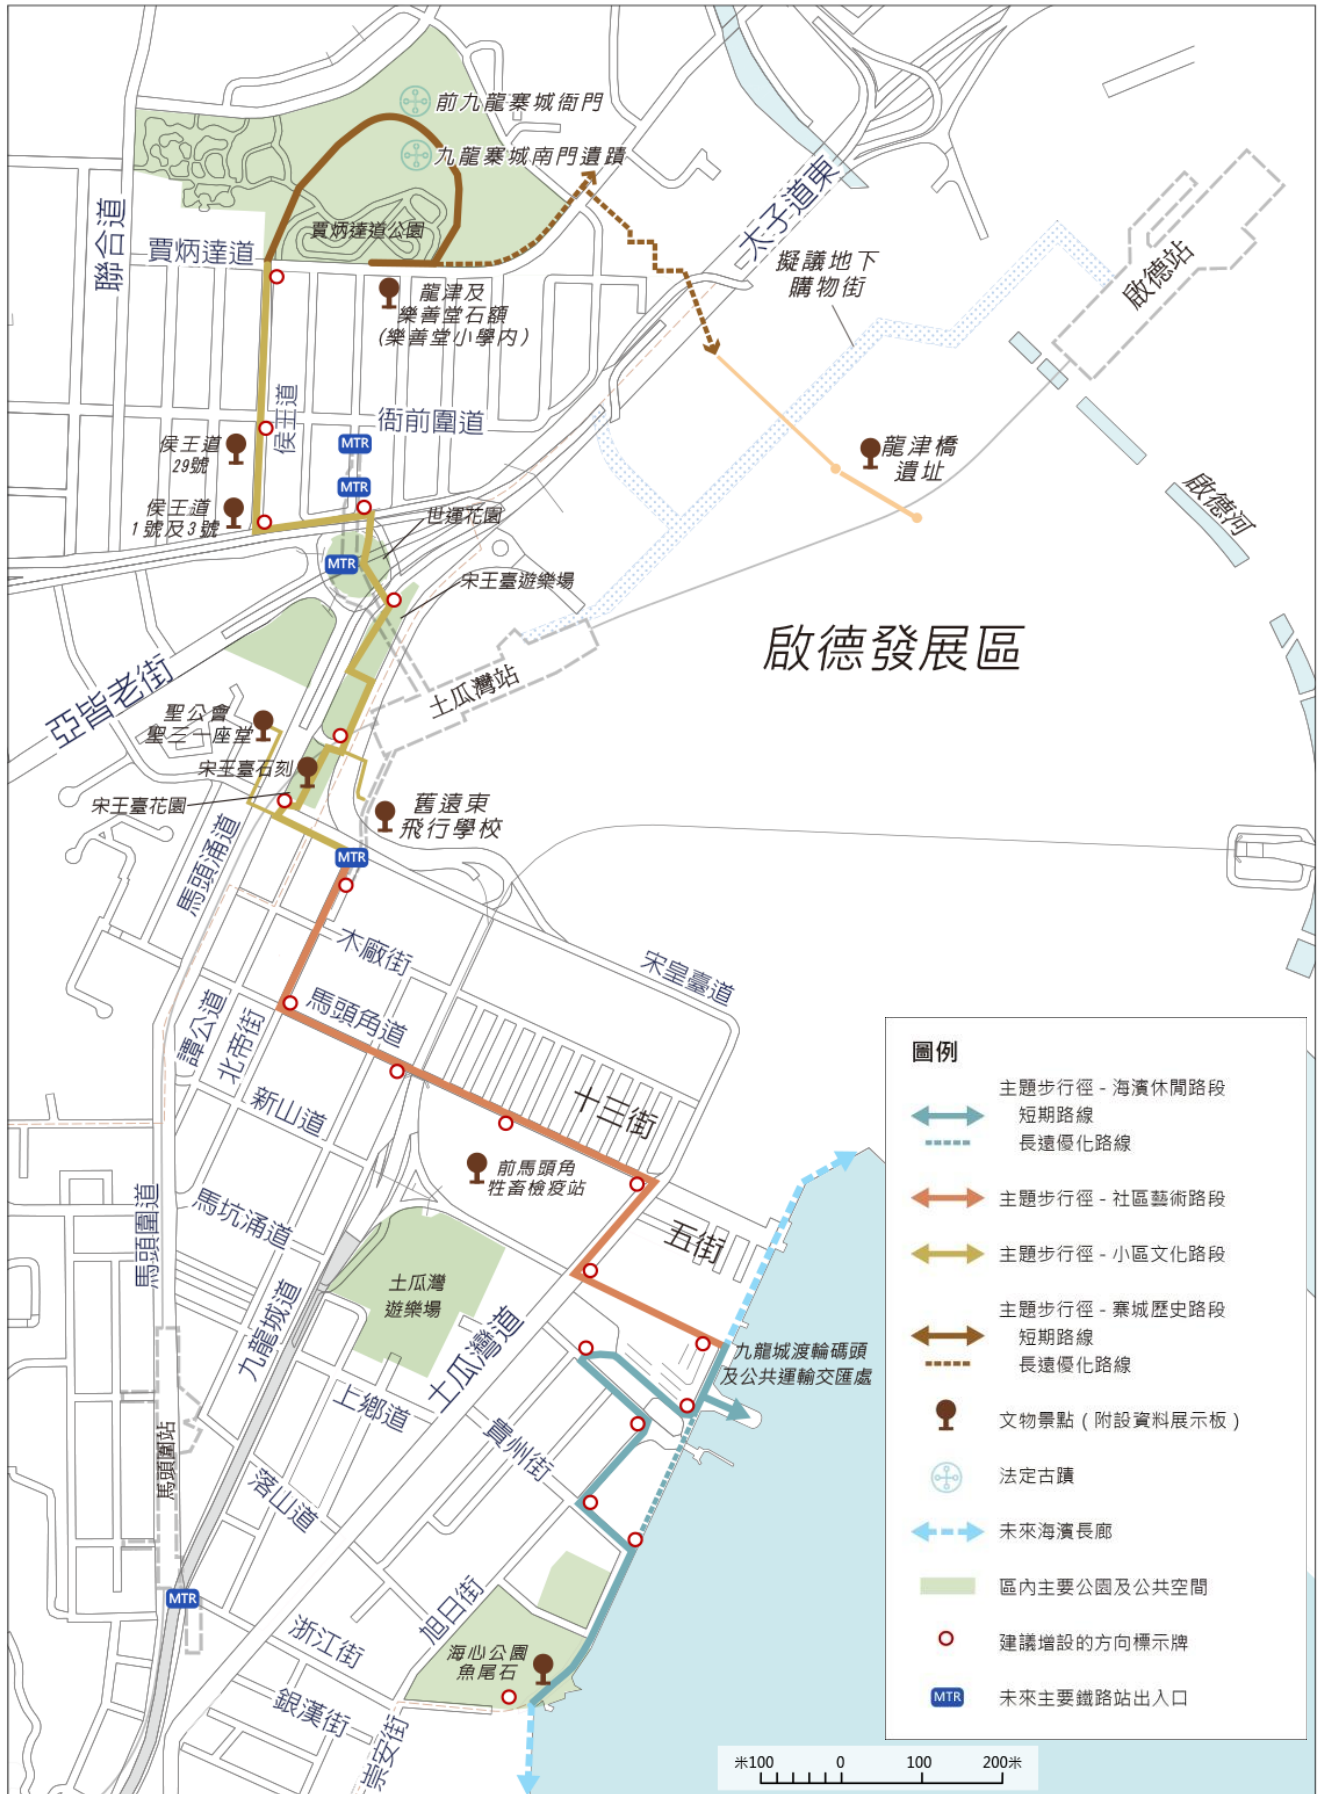 前九龍寨城衙門
九龍寨城南門遺蹟
聯合道
賈炳達道
賈炳達道公園
太子道東
擬議地下
購物街
啟德站
龍津及
樂善堂石額
(樂善堂小學內)
侯王道
衙前圍道
MTR
侯王道
29號
MTR
龍津橋
遺址
啟德河
侯王道
1號及3號
世運花園
MTR
宋王臺遊樂場
啟德發展區
亞皆老街
土瓜灣站
聖公會
聖三一座堂
宋王臺石刻
宋王臺花園
舊遠東
飛行學校
MTR
馬頭涌道
木廠街
宋皇臺道
馬頭角道
譚公道
北帝街
新山道
十三街
前馬頭角
牲畜檢疫站
馬坑涌道
馬頭圍道
五街
土瓜灣
遊樂場
九龍城道
土瓜灣道
九龍城渡輪碼頭
及公共運輸交匯處
上鄉道
貴州街
馬頭圍站
落山道
MTR
旭日街
浙江街
海心公園
魚尾石
銀漢街
崇安街
圖例
主題步行徑 - 海濱休閒路段
短期路線
長遠優化路線
主題步行徑 - 社區藝術路段
主題步行徑 - 小區文化路段
主題步行徑 - 寨城歷史路段
短期路線
長遠優化路線
文物景點 ( 附設資料展示板 )
法定古蹟
未來海濱長廊
區內主要公園及公共空間
建議增設的方向標示牌
MTR 未來主要鐵路站出入口
米100 0 100 200米